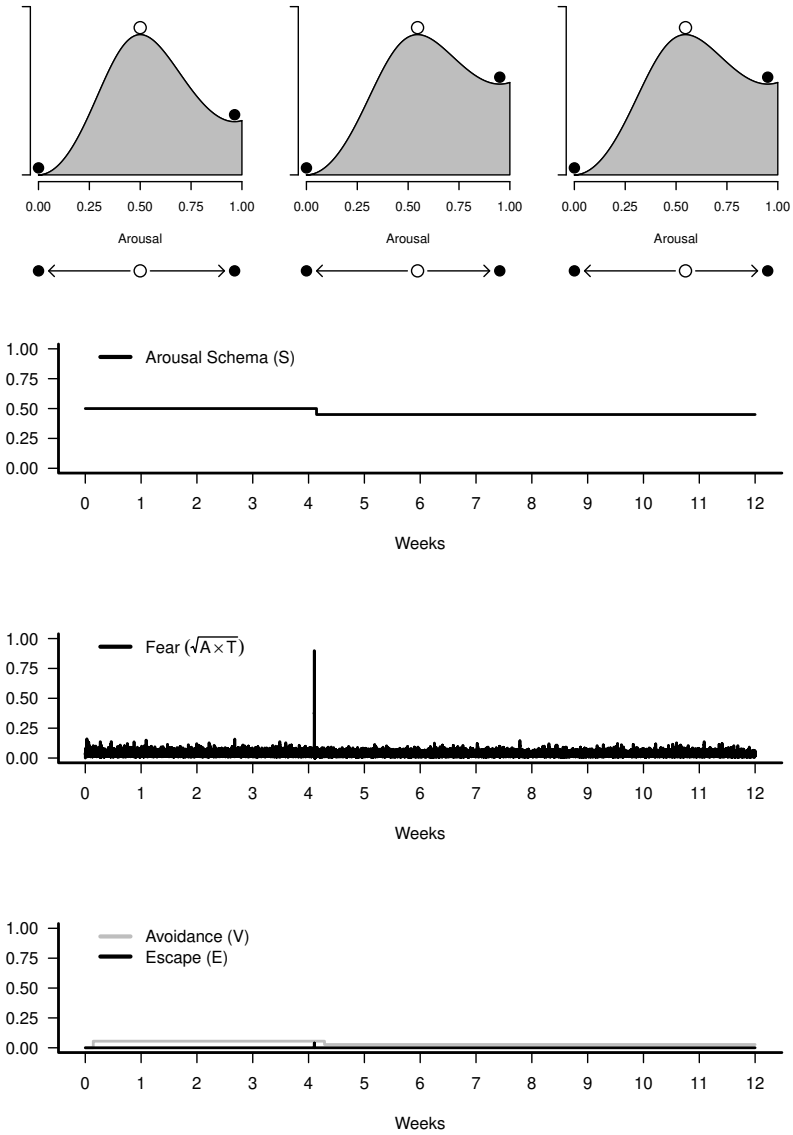 0.00 0.25 0.50 0.75 1.00 0.00 0.25 0.50 0.75 1.00 0.00 0.25 0.50 0.75 1.00
Arousal Arousal Arousal
1.00
Arousal Schema (S)
0.75
0.50
0.25
0.00
0 1 2 3 4 5 6 7 8 9 10 11 12
Weeks
1.00
Fear (√A×T)
0.75
0.50
0.25
0.00
0 1 2 3 4 5 6 7 8 9 10 11 12
Weeks
1.00
Avoidance (V)
0.75
Escape (E)
0.50
0.25
0.00
0 1 2 3 4 5 6 7 8 9 10 11 12
Weeks